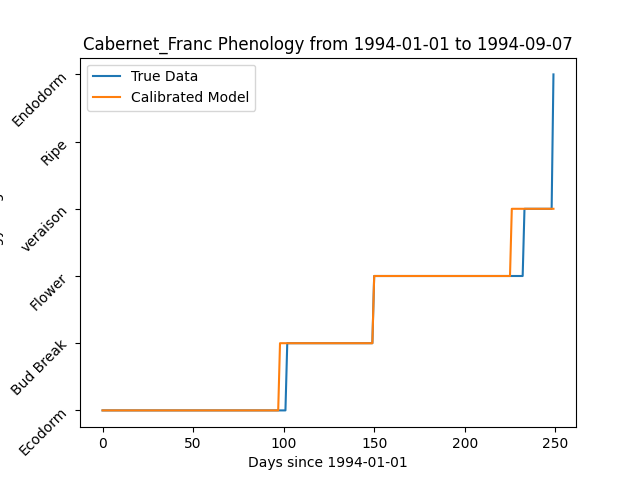 Cabernet_Franc Phenology from 1994-01-01 to 1994-09-07
True Data
Calibrated Model
Endodorm
Ripe
veraison
Flower
Bud Break
Ecodorm
0 50 100 150 200 250
Days since 1994-01-01